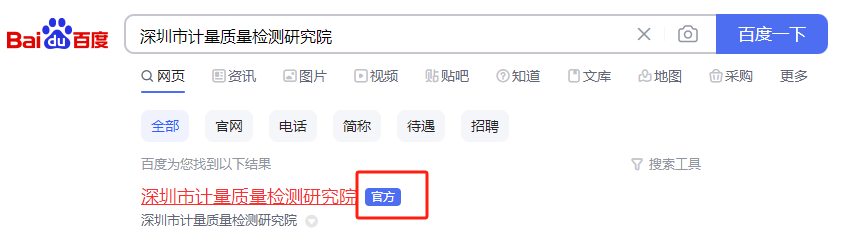 Bai du 百度 深圳市计量质量检测研究院 百度一下
网页 资讯 图片 视频 贴吧 知道 文库 地图 采购 更多
全部 官网 电话 简称 待遇 招聘
百度为您找到以下结果 搜索工具
深圳市计量质量检测研究院 官方
深圳市计量质量检测研究院